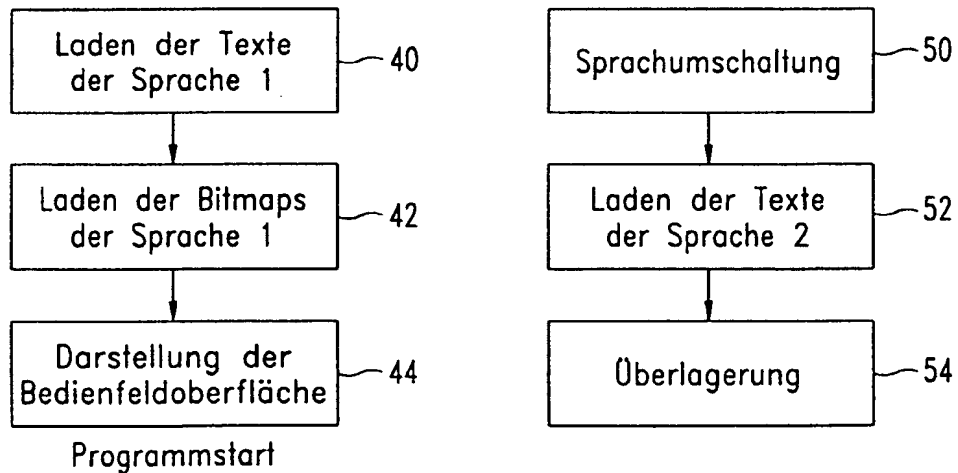 Laden der Texte
der Sprache 1
40
Laden der Bitmaps
der Sprache 1
42
Darstellung der
Bedienfeldoberfläche
44
Programmstart
Sprachumschaltung
50
Laden der Texte
der Sprache 2
52
Überlagerung
54